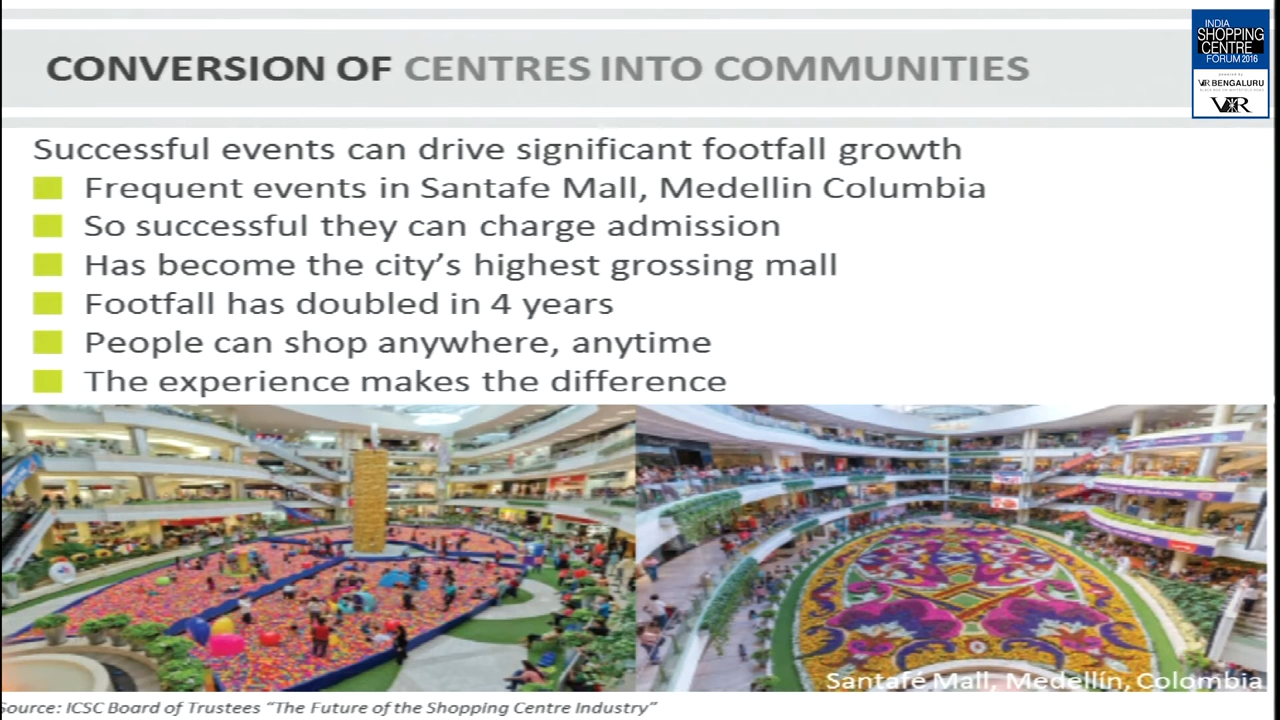 CONVERSION OF CENTRES INTO COMMUNITIES
INDIA
SHOPPING
CENTRE
FORUM 2016
VR BENGALURU
VR
Successful events can drive significant footfall growth
Frequent events in Santafe Mall, Medellin Columbia
So successful they can charge admission
Has become the city's highest grossing mall
Footfall has doubled in 4 years
People can shop anywhere, anytime
The experience makes the difference
Santafé Mall, Medellín, Colombia
Source: ICSC Board of Trustees "The Future of the Shopping Centre Industry"